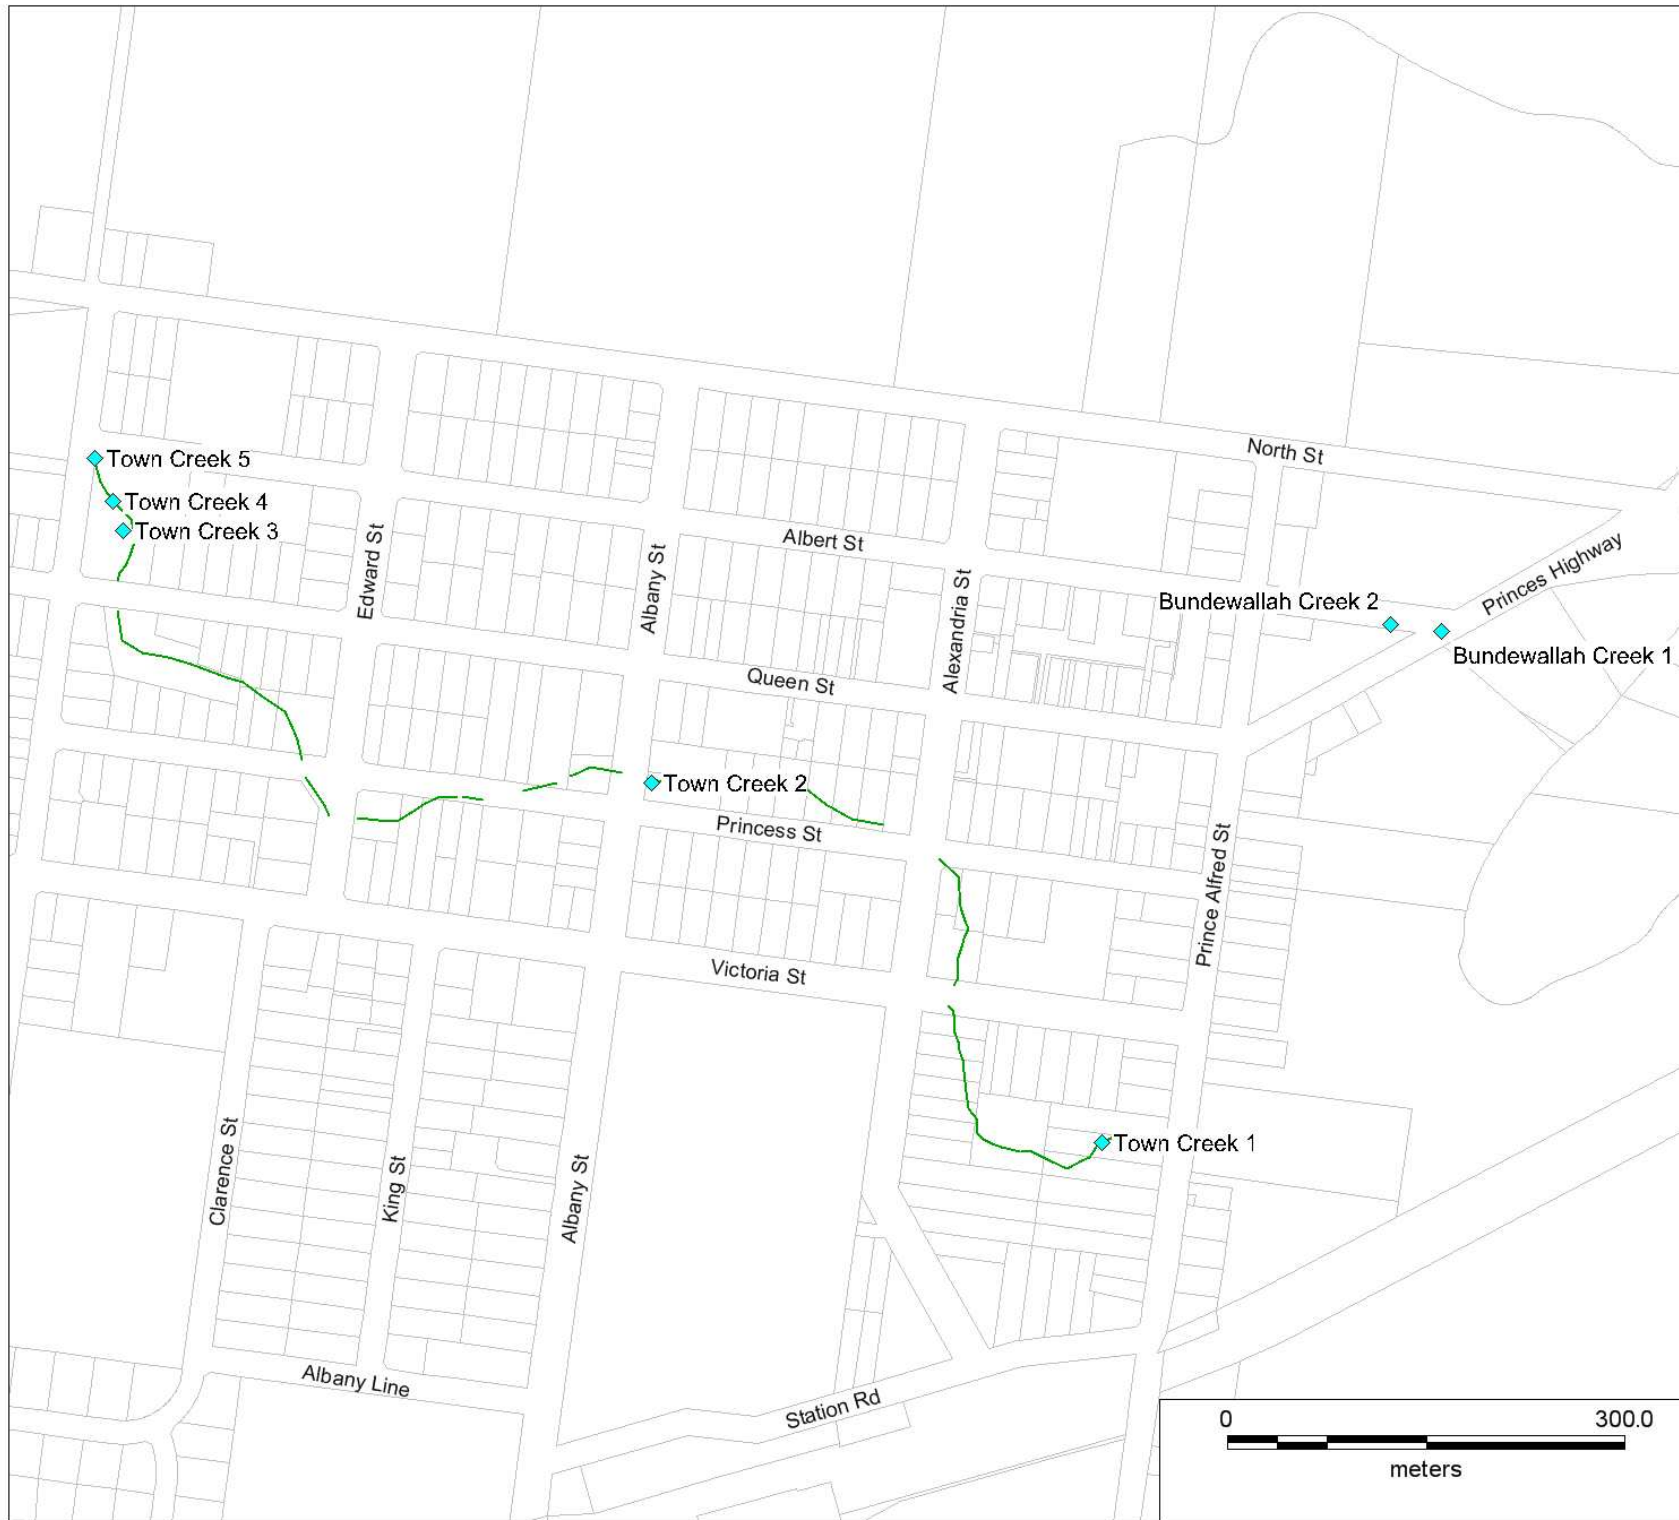 North St
Town Creek 5
Town Creek 4
Town Creek 3
Edward St
Albany St
Albert St
Alexandria St
Princes Highway
Bundewallah Creek 2
Bundewallah Creek 1
Queen St
Town Creek 2
Princess St
Prince Alfred St
Victoria St
Town Creek 1
Clarence St
King St
Albany St
Albany Line
Station Rd
0 300.0
meters